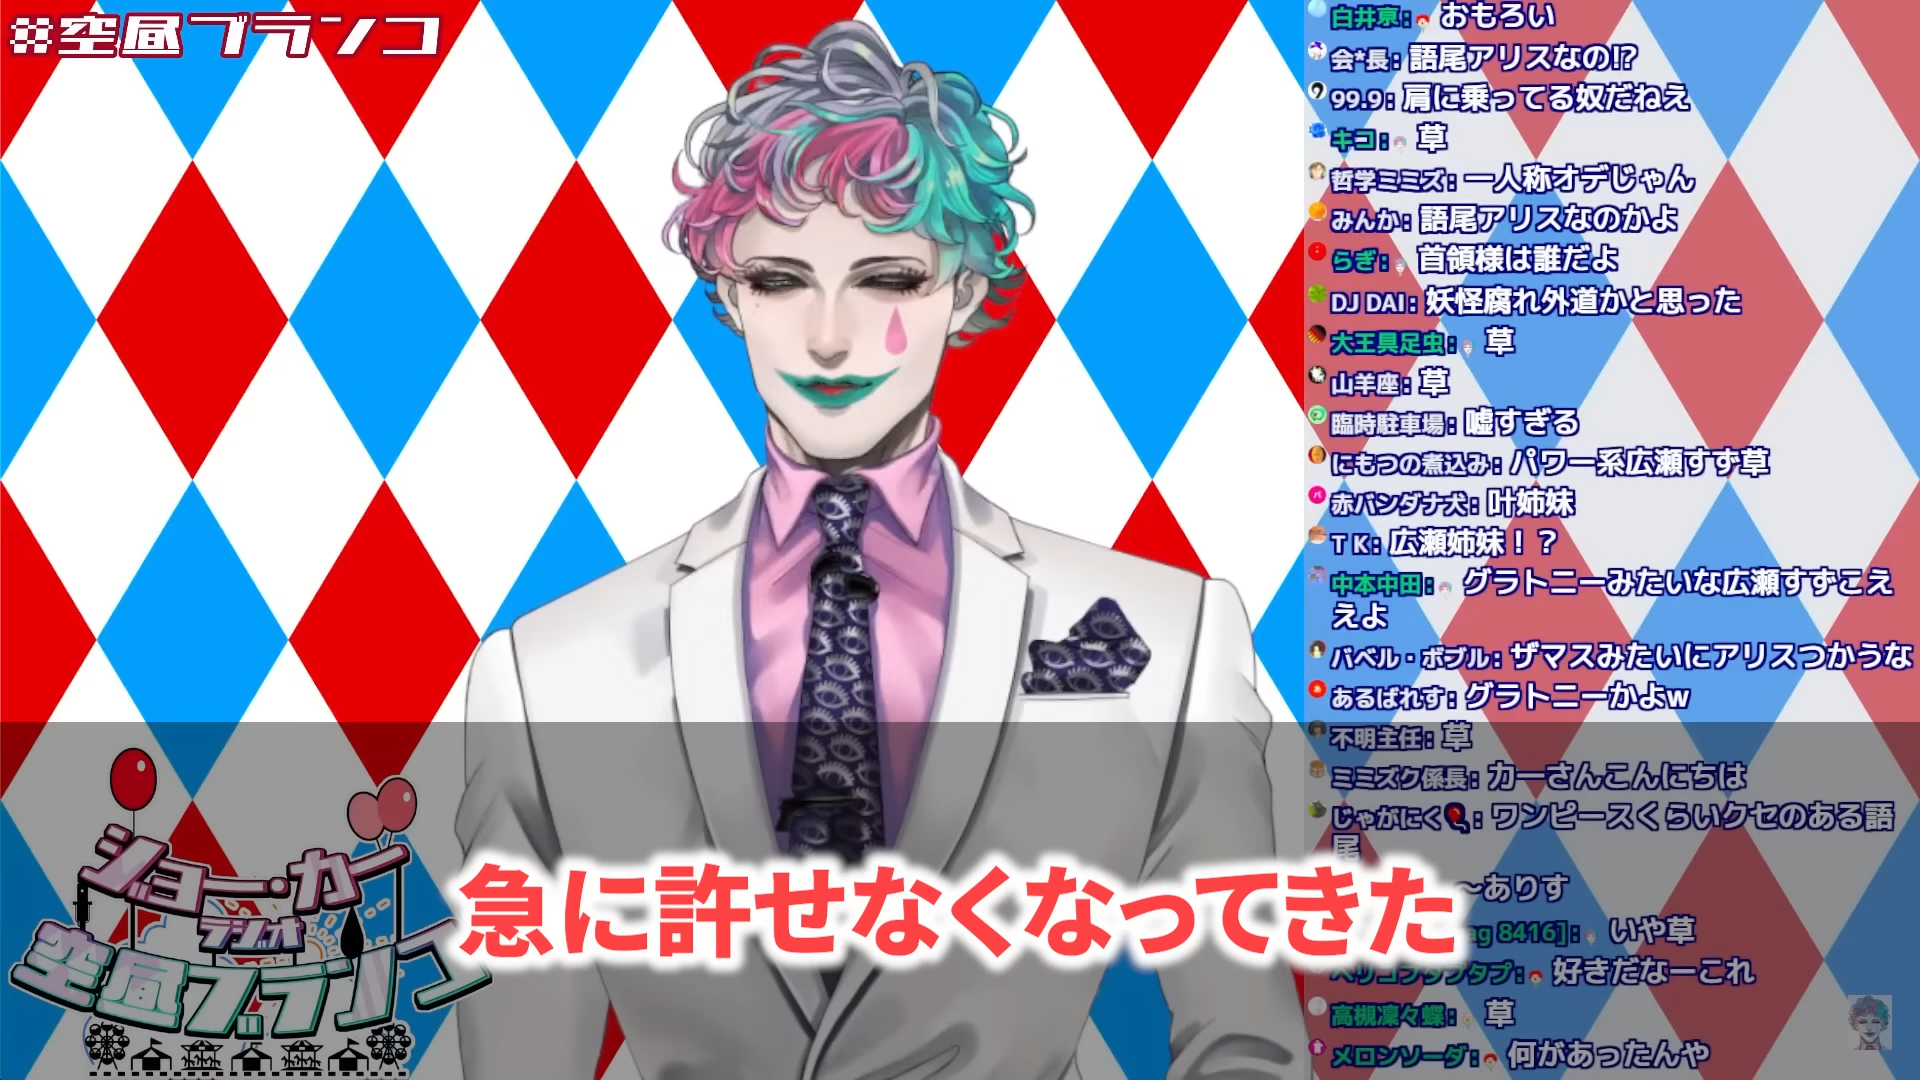 #空昼ブランコ
白井裏: おもろい
会*長: 語尾アリスなの!?
99.9: 肩に乗ってる奴だねえ
キコ: 草
哲学ミミズ: 一人称オデじゃん
みんか: 語尾アリスなのかよ
らぎ: 首領様は誰だよ
DJ DAI: 妖怪腐れ外道かと思った
大王具足虫: 草
山羊座: 草
臨時駐車場: 嘘すぎる
にもつの煮込み: パワー系広瀬すず草
赤バンダナ犬: 叶姉妹
T K: 広瀬姉妹！？
中本中田: グラトニーみたいな広瀬すずこえ
えよ
バベル・ボブル: ザマスみたいにアリスつかうな
あるばれす: グラトニーかよw
不明主任: 草
ミミズク係長: カーさんこんにちは
じゃがにく: ワンピースくらいクセのある語
尾
〜ありす
ag 8416]: いや草
好きだなーこれ
高槻凜々蝶: 草
メロンソーダ: 何があったんや
ジョー・カー
ラジオ
空昼ブランコ
急に許せなくなってきた